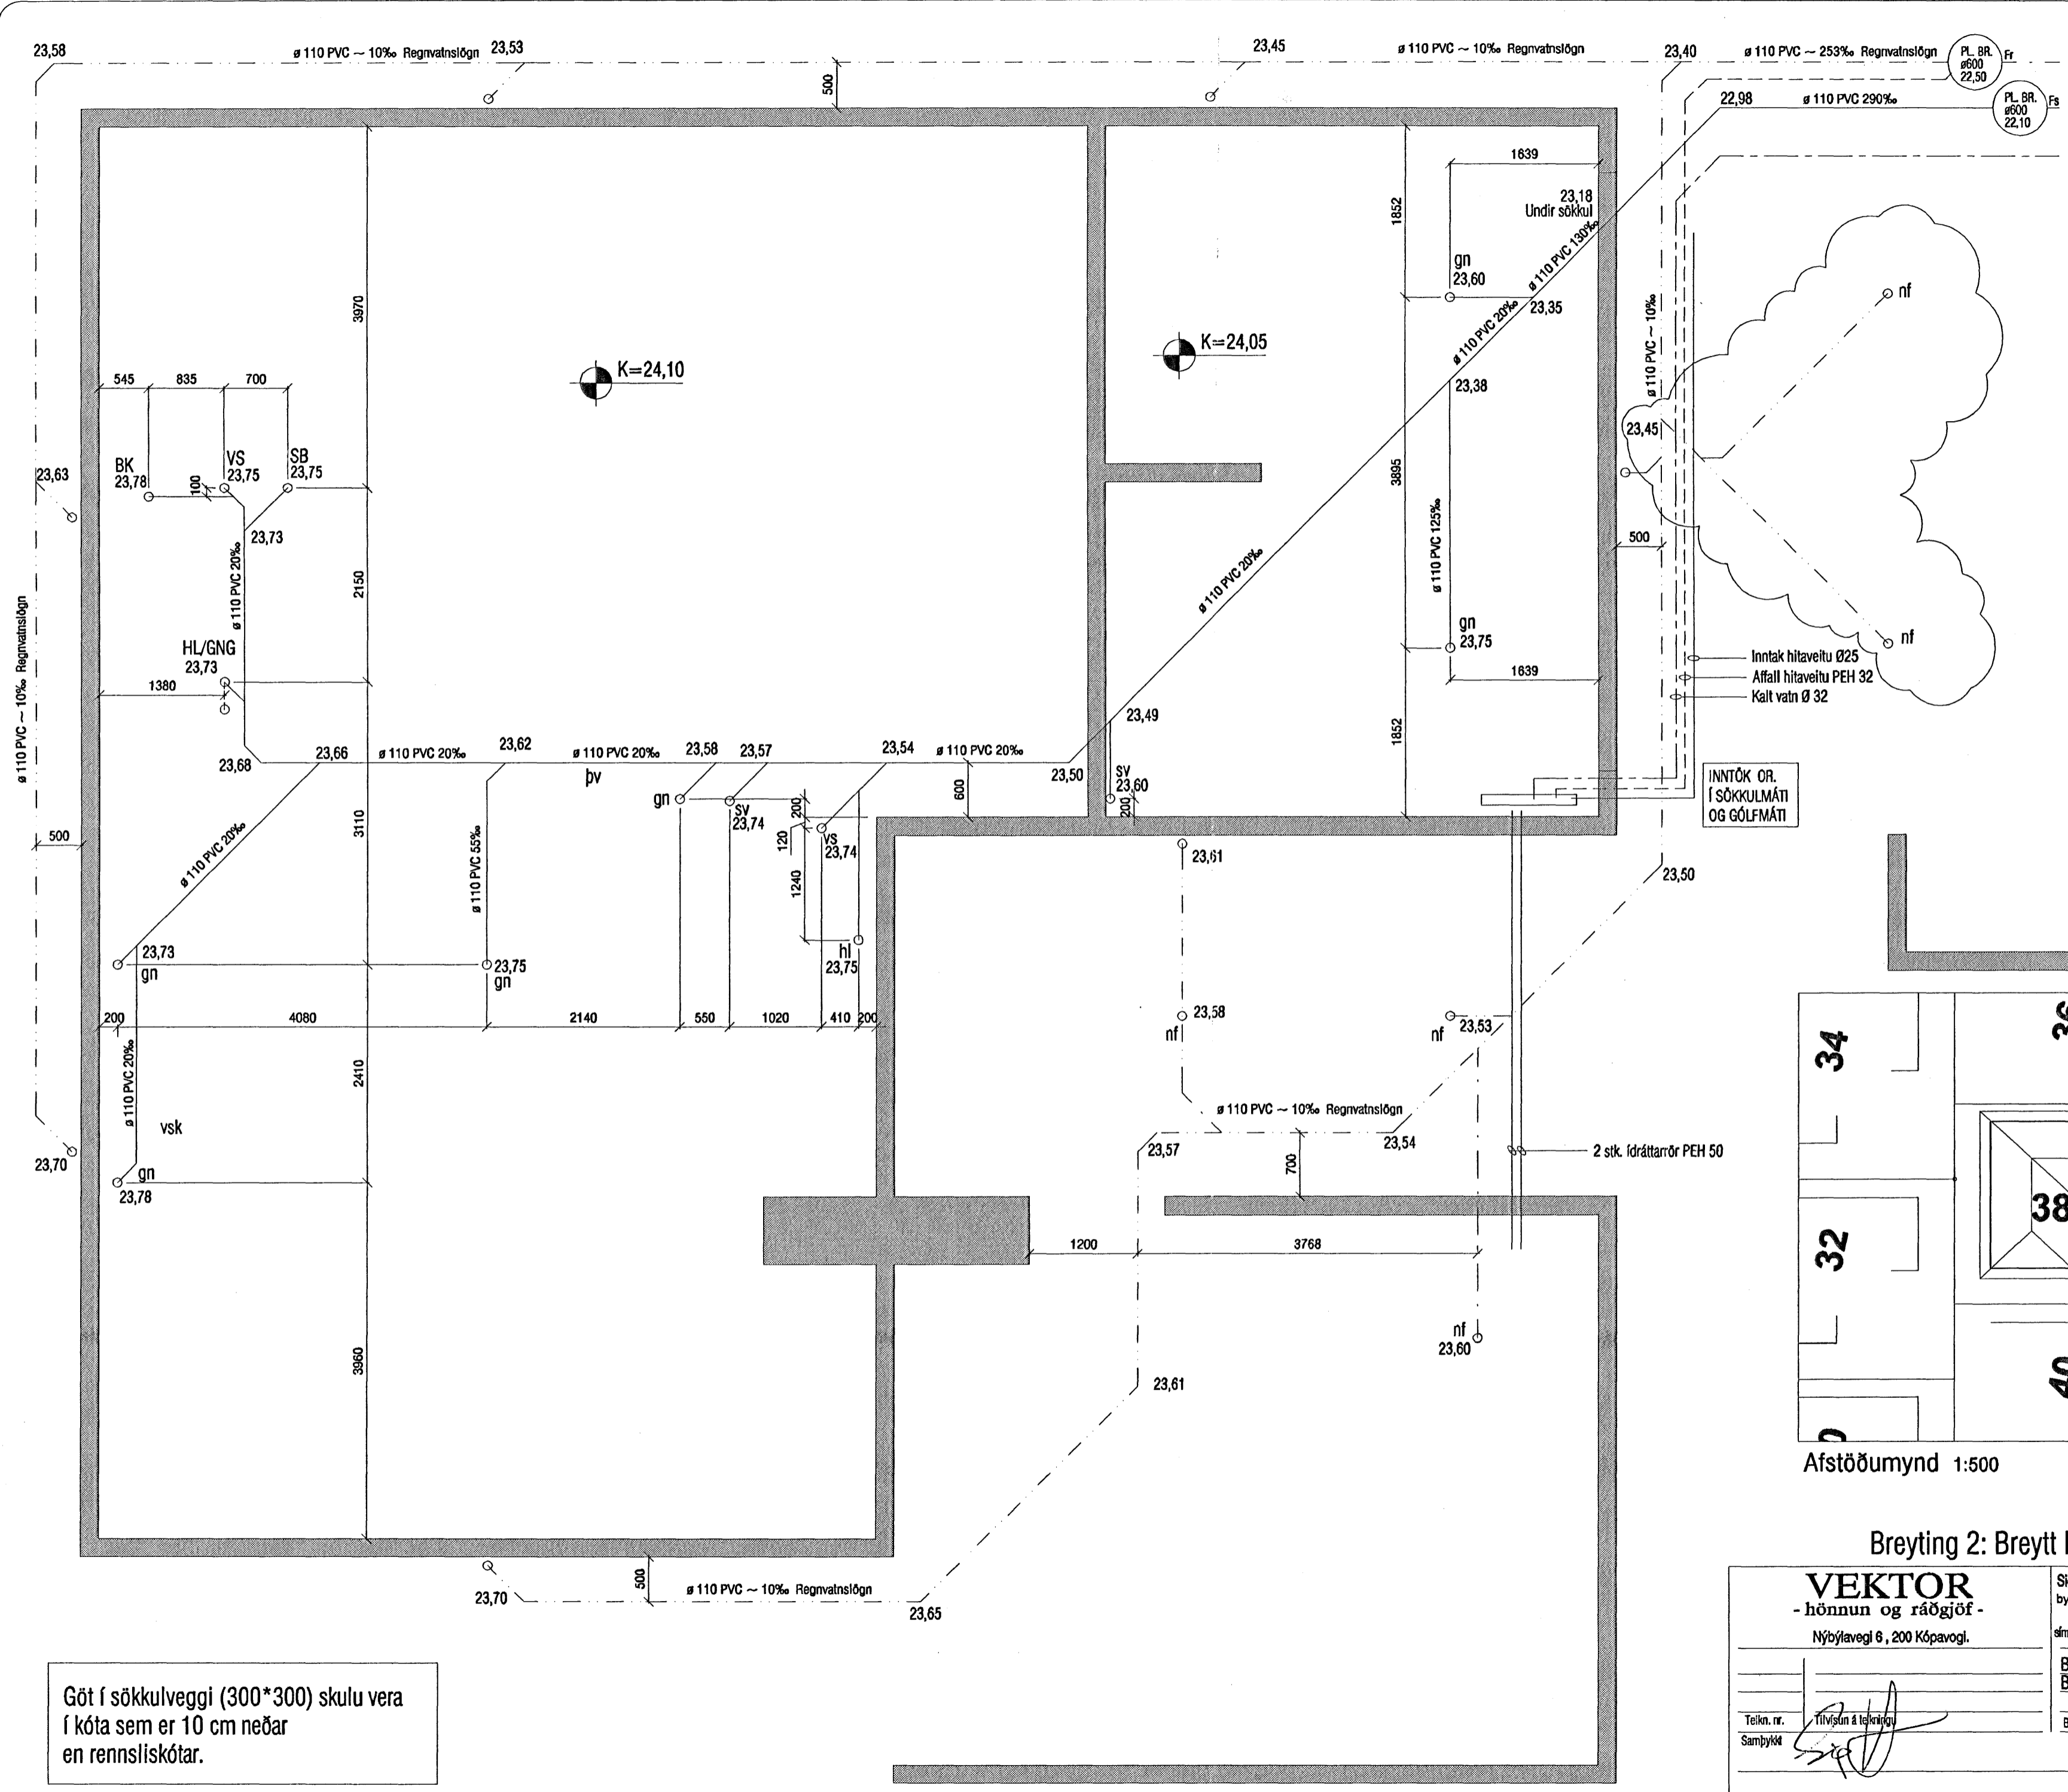 23,58
ø 110 PVC ~ 10‰ Regnvatnslögn
23,53
23,45
ø 110 PVC ~ 10‰ Regnvatnslögn
23,40
ø 110 PVC ~ 253‰ Regnvatnslögn
PL. BR.
ø600
22,50
Fr
500
22,98
ø 110 PVC 290‰
PL. BR.
ø600
22,10
Fs
1639
23,18
Undir sökkul
1852
ø 110 PVC 130‰
gn
23,60
23,35
ø 110 PVC 20‰
23,38
ø 110 PVC ~ 10‰
nf
3970
K=24,10
K=24,05
545
835
700
BK
23,78
VS
23,75
SB
23,75
100
23,63
23,73
23,45
3895
ø 110 PVC 125‰
500
ø 110 PVC 20‰
2150
ø 110 PVC 20‰
HL/GNG
23,73
1380
gn
23,75
1639
nf
Inntak hitaveitu Ø25
Affall hitaveitu PEH 32
Kalt vatn Ø 32
ø 110 PVC ~ 10‰ Regnvatnslögn
23,49
1852
23,68
23,66
ø 110 PVC 20‰
23,62
ø 110 PVC 20‰
þv
23,58
23,57
23,54
ø 110 PVC 20‰
23,50
sv
23,60
200
600
INNTÖK OR.
Í SÖKKULMÁTI
OG GÓLFMÁTI
gn
sv
23,74
200
120
vs
23,74
1240
500
3110
ø 110 PVC 20‰
ø 110 PVC 55‰
23,61
23,50
23,73
gn
23,75
gn
hl
23,75
200
4080
2140
550
1020
410
200
23,58
nf
23,53
nf
ø 110 PVC 20‰
2410
vsk
ø 110 PVC ~ 10‰ Regnvatnslögn
23,57
23,54
700
2 stk. ídráttarrör PEH 50
23,70
gn
23,78
34
32
38
1200
3768
3960
nf
23,60
23,61
Afstöðumynd 1:500
23,70
500
ø 110 PVC ~ 10‰ Regnvatnslögn
23,65
Breyting 2: Breytt
VEKTOR
- hönnun og ráðgjöf -
Nýbýlavegi 6 , 200 Kópavogi.
Teikn. nr.
Tilvísun á teikningu
Samþykkt
Göt í sökkulveggi (300*300) skulu vera
í kóta sem er 10 cm neðar
en rennsliskótar.